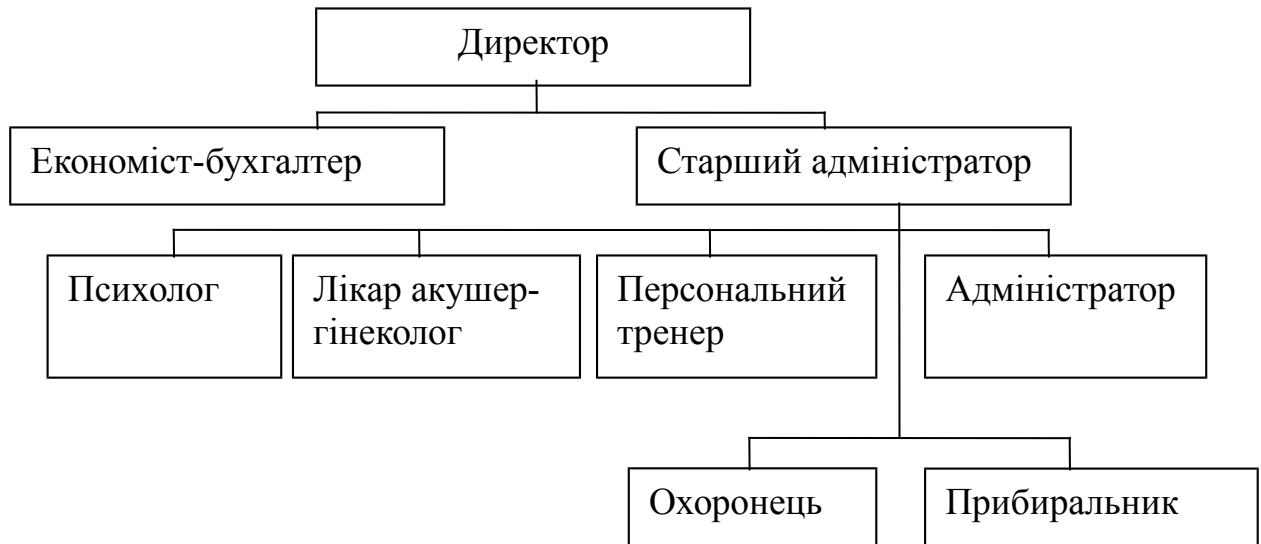 Директор
Економіст-бухгалтер
Старший адміністратор
Психолог
Лікар акушер-
гінеколог
Персональний
тренер
Адміністратор
Охоронець
Прибиральник